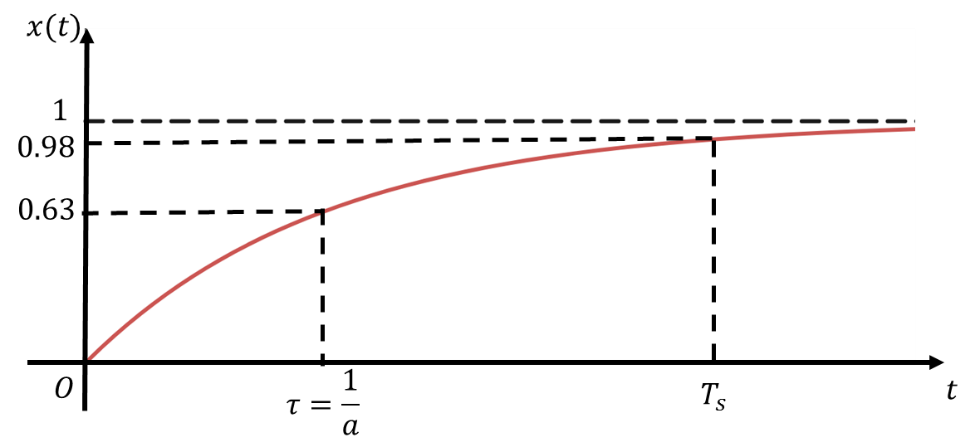 x(t)
1
0.98
0.63
O
τ = 1/a
T_s
t